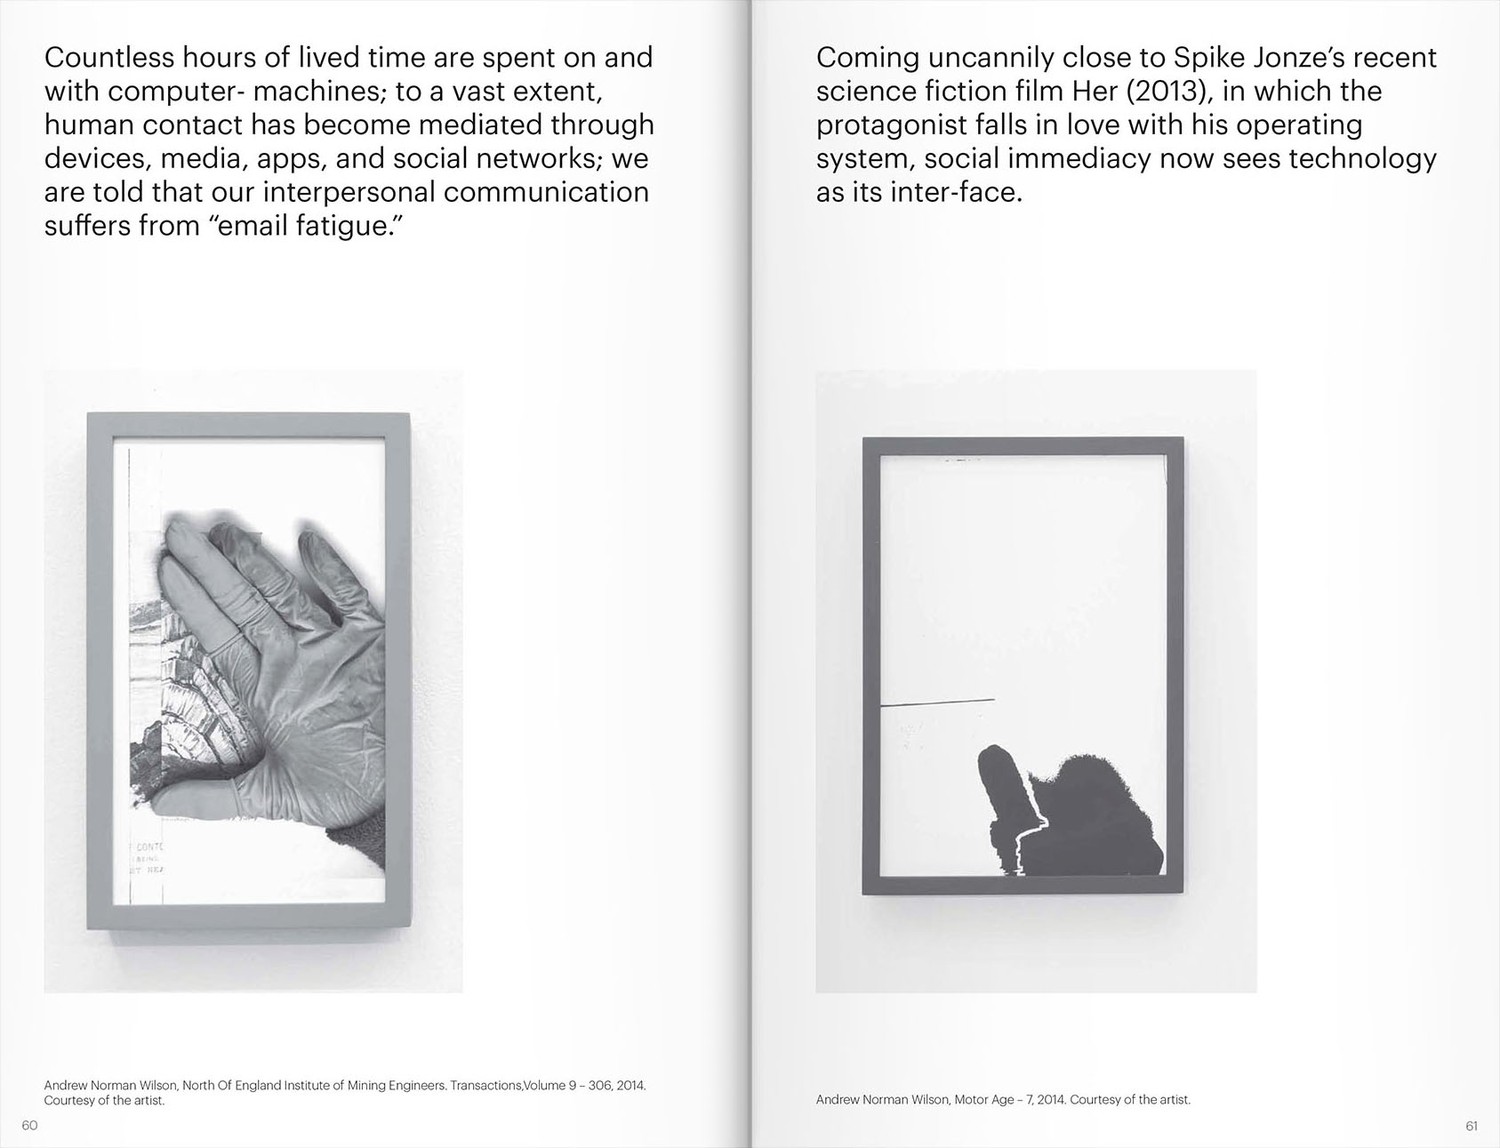 Countless hours of lived time are spent on and
with computer- machines; to a vast extent,
human contact has become mediated through
devices, media, apps, and social networks; we
are told that our interpersonal communication
suffers from “email fatigue.”
CONTE
Andrew Norman Wilson, North Of England Institute of Mining Engineers. Transactions,Volume 9 – 306, 2014.
Courtesy of the artist.
60
Coming uncannily close to Spike Jonze’s recent
science fiction film Her (2013), in which the
protagonist falls in love with his operating
system, social immediacy now sees technology
as its inter-face.
Andrew Norman Wilson, Motor Age – 7, 2014. Courtesy of the artist.
61